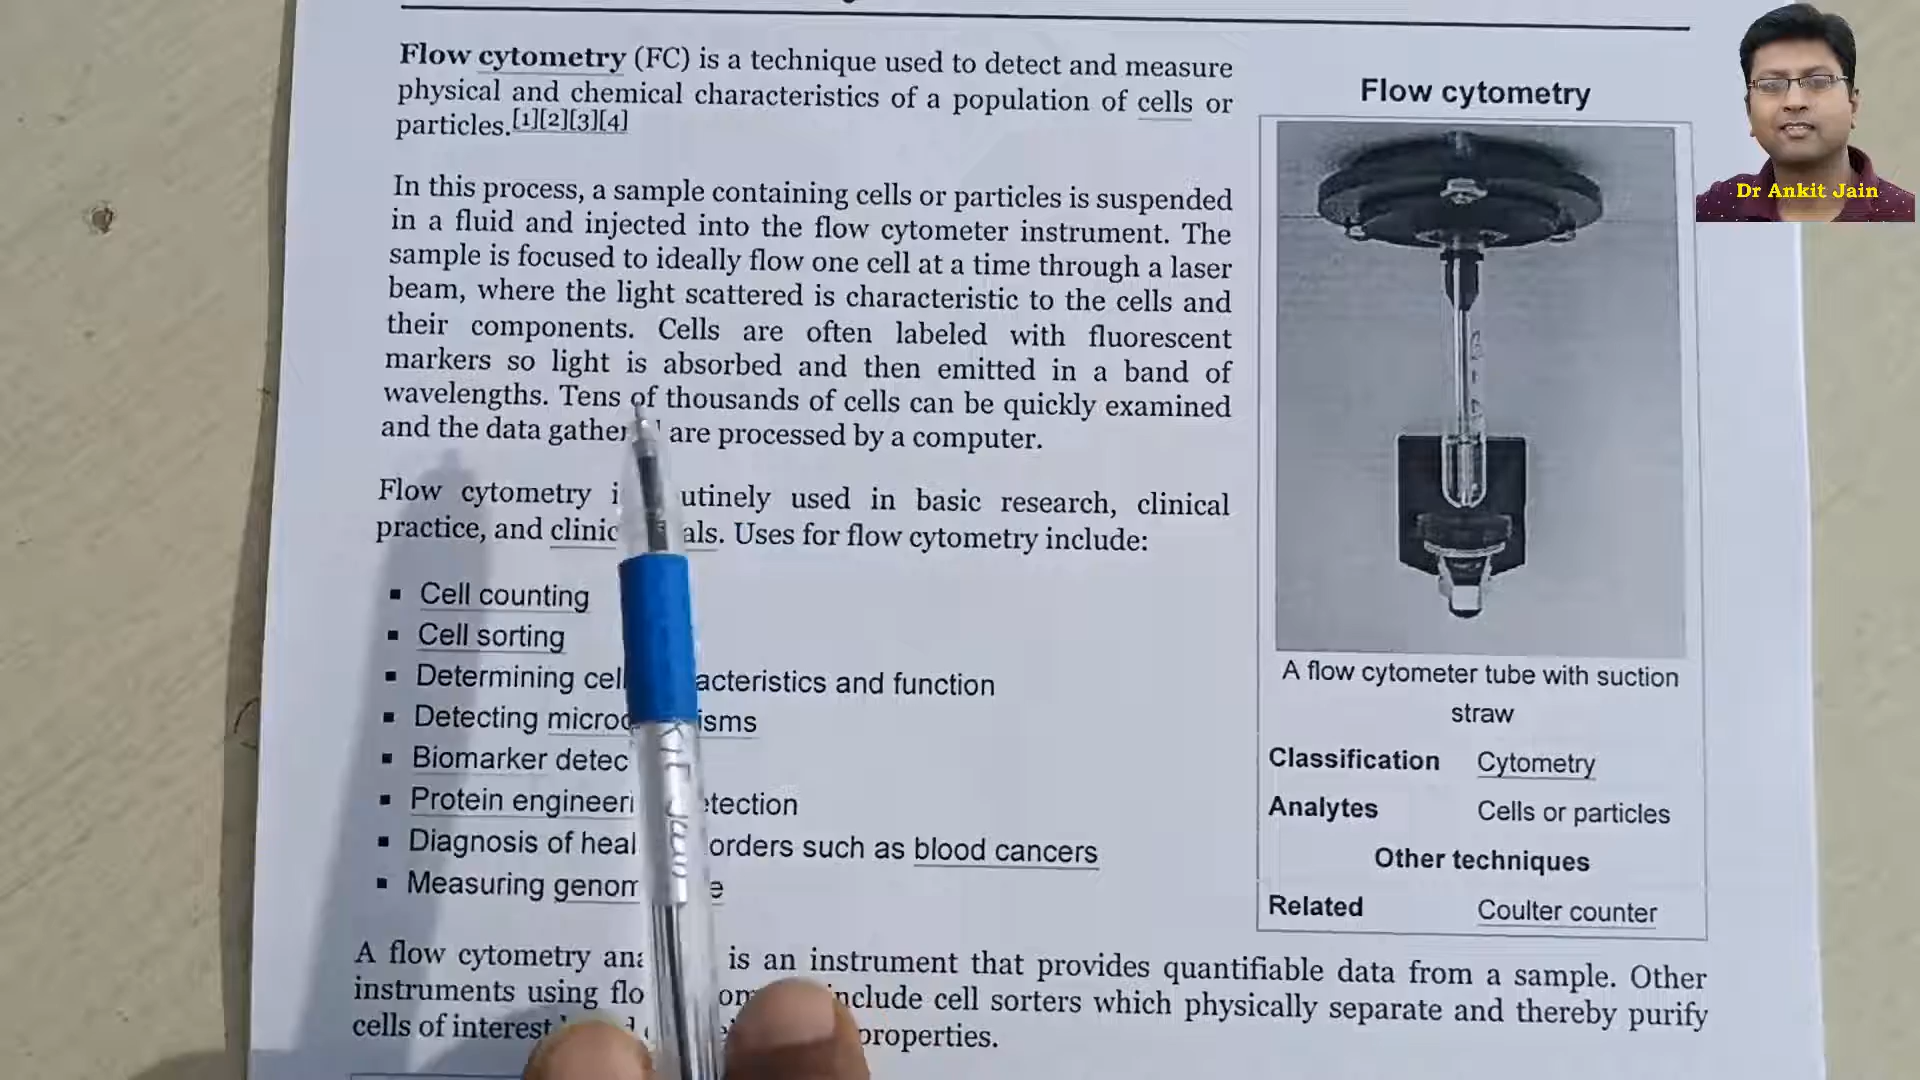 Flow cytometry (FC) is a technique used to detect and measure
physical and chemical characteristics of a population of cells or
particles.[1][2][3][4]
In this process, a sample containing cells or particles is suspended
in a fluid and injected into the flow cytometer instrument. The
sample is focused to ideally flow one cell at a time through a laser
beam, where the light scattered is characteristic to the cells and
their components. Cells are often labeled with fluorescent
markers so light is absorbed and then emitted in a band of
wavelengths. Tens of thousands of cells can be quickly examined
and the data are processed by a computer.
Flow cytometry used in basic research, clinical
practice, and Uses for flow cytometry include:
▪ Cell counting
▪ Cell sorting
▪ Determining and function
▪ Detecting
▪ Biomarker
▪ Protein
▪ Diagnosis of such as blood cancers
▪ Measuring
A flow cytometry is an instrument that provides quantifiable data from a sample. Other
instruments using include cell sorters which physically separate and thereby purify
cells of interest properties.
Flow cytometry
A flow cytometer tube with suction
straw
Classification Cytometry
Analytes Cells or particles
Other techniques
Related Coulter counter
Dr Ankit Jain